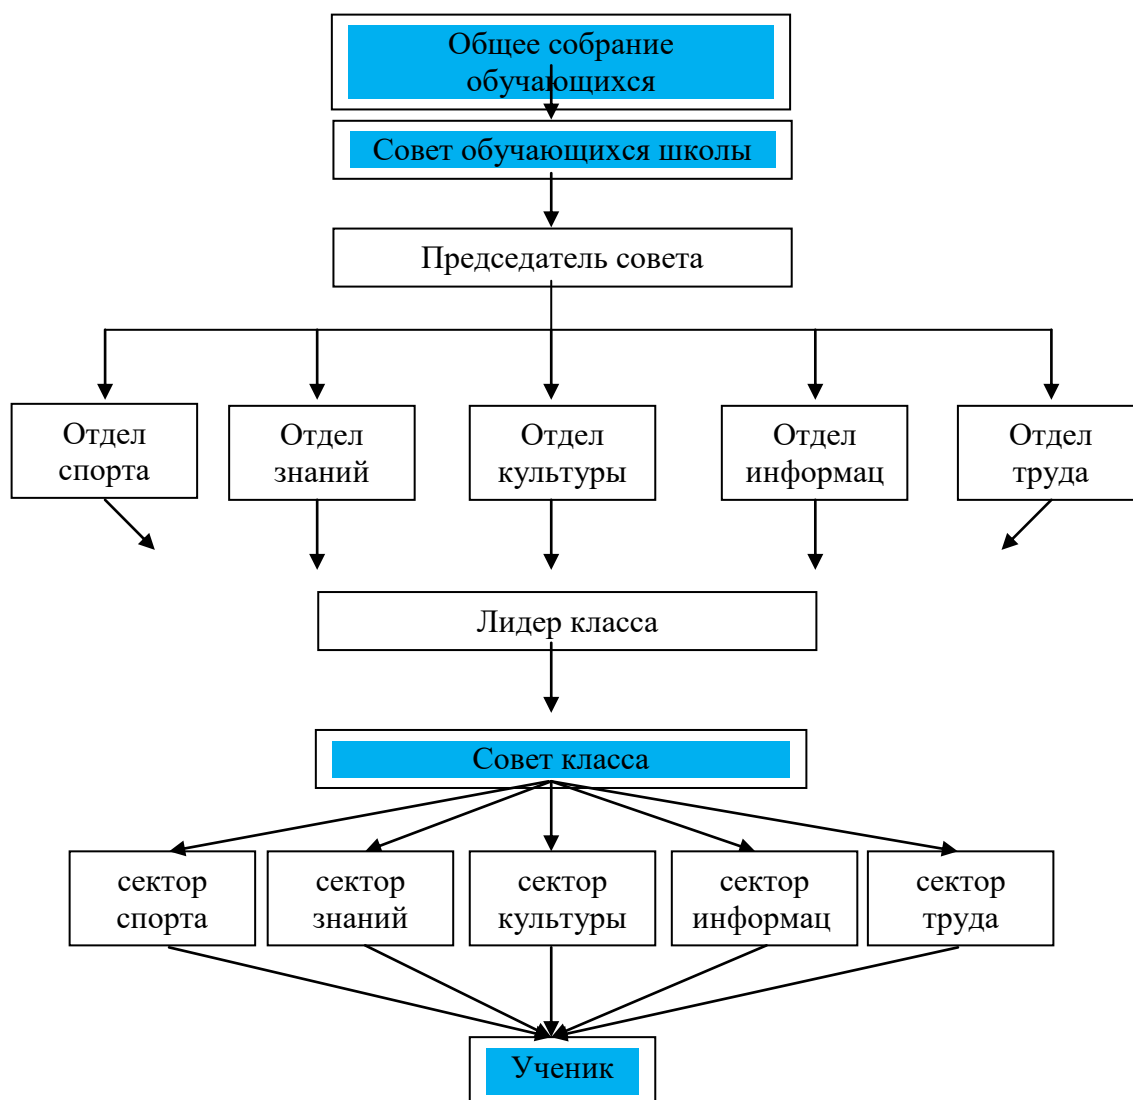 Общее собрание
обучающихся
Совет обучающихся школы
Председатель совета
Отдел
спорта
Отдел
знаний
Отдел
культуры
Отдел
информац
Отдел
труда
Лидер класса
Совет класса
сектор
спорта
сектор
знаний
сектор
культуры
сектор
информац
сектор
труда
Ученик